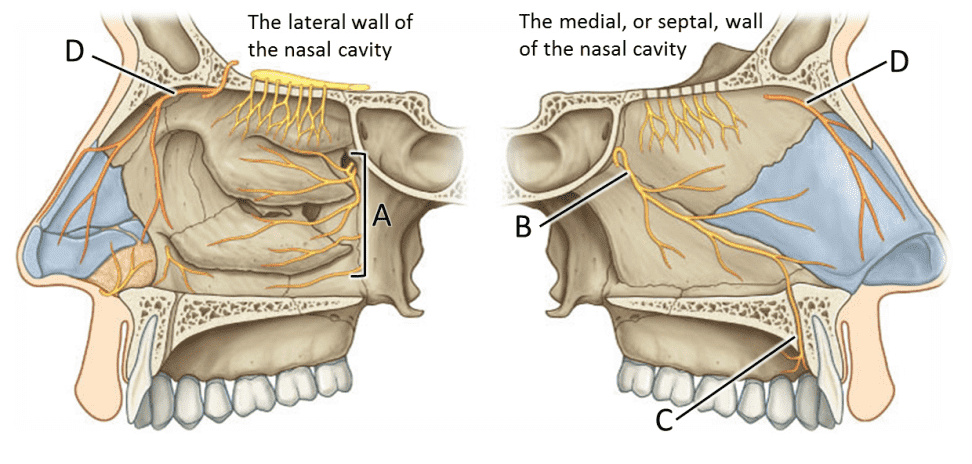 The lateral wall of
the nasal cavity
The medial, or septal, wall
of the nasal cavity
D
D
A
B
C